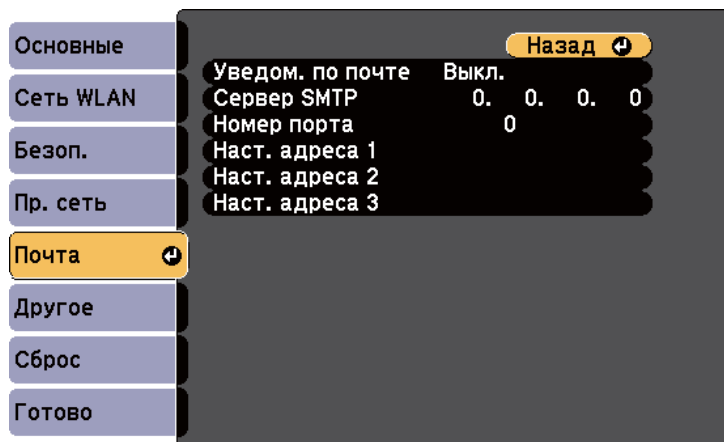 Основные
Сеть WLAN
Безоп.
Пр. сеть
Почта
Другое
Сброс
Готово
Назад
Уведом. по почте Выкл.
Сервер SMTP 0. 0. 0. 0
Номер порта 0
Наст. адреса 1
Наст. адреса 2
Наст. адреса 3